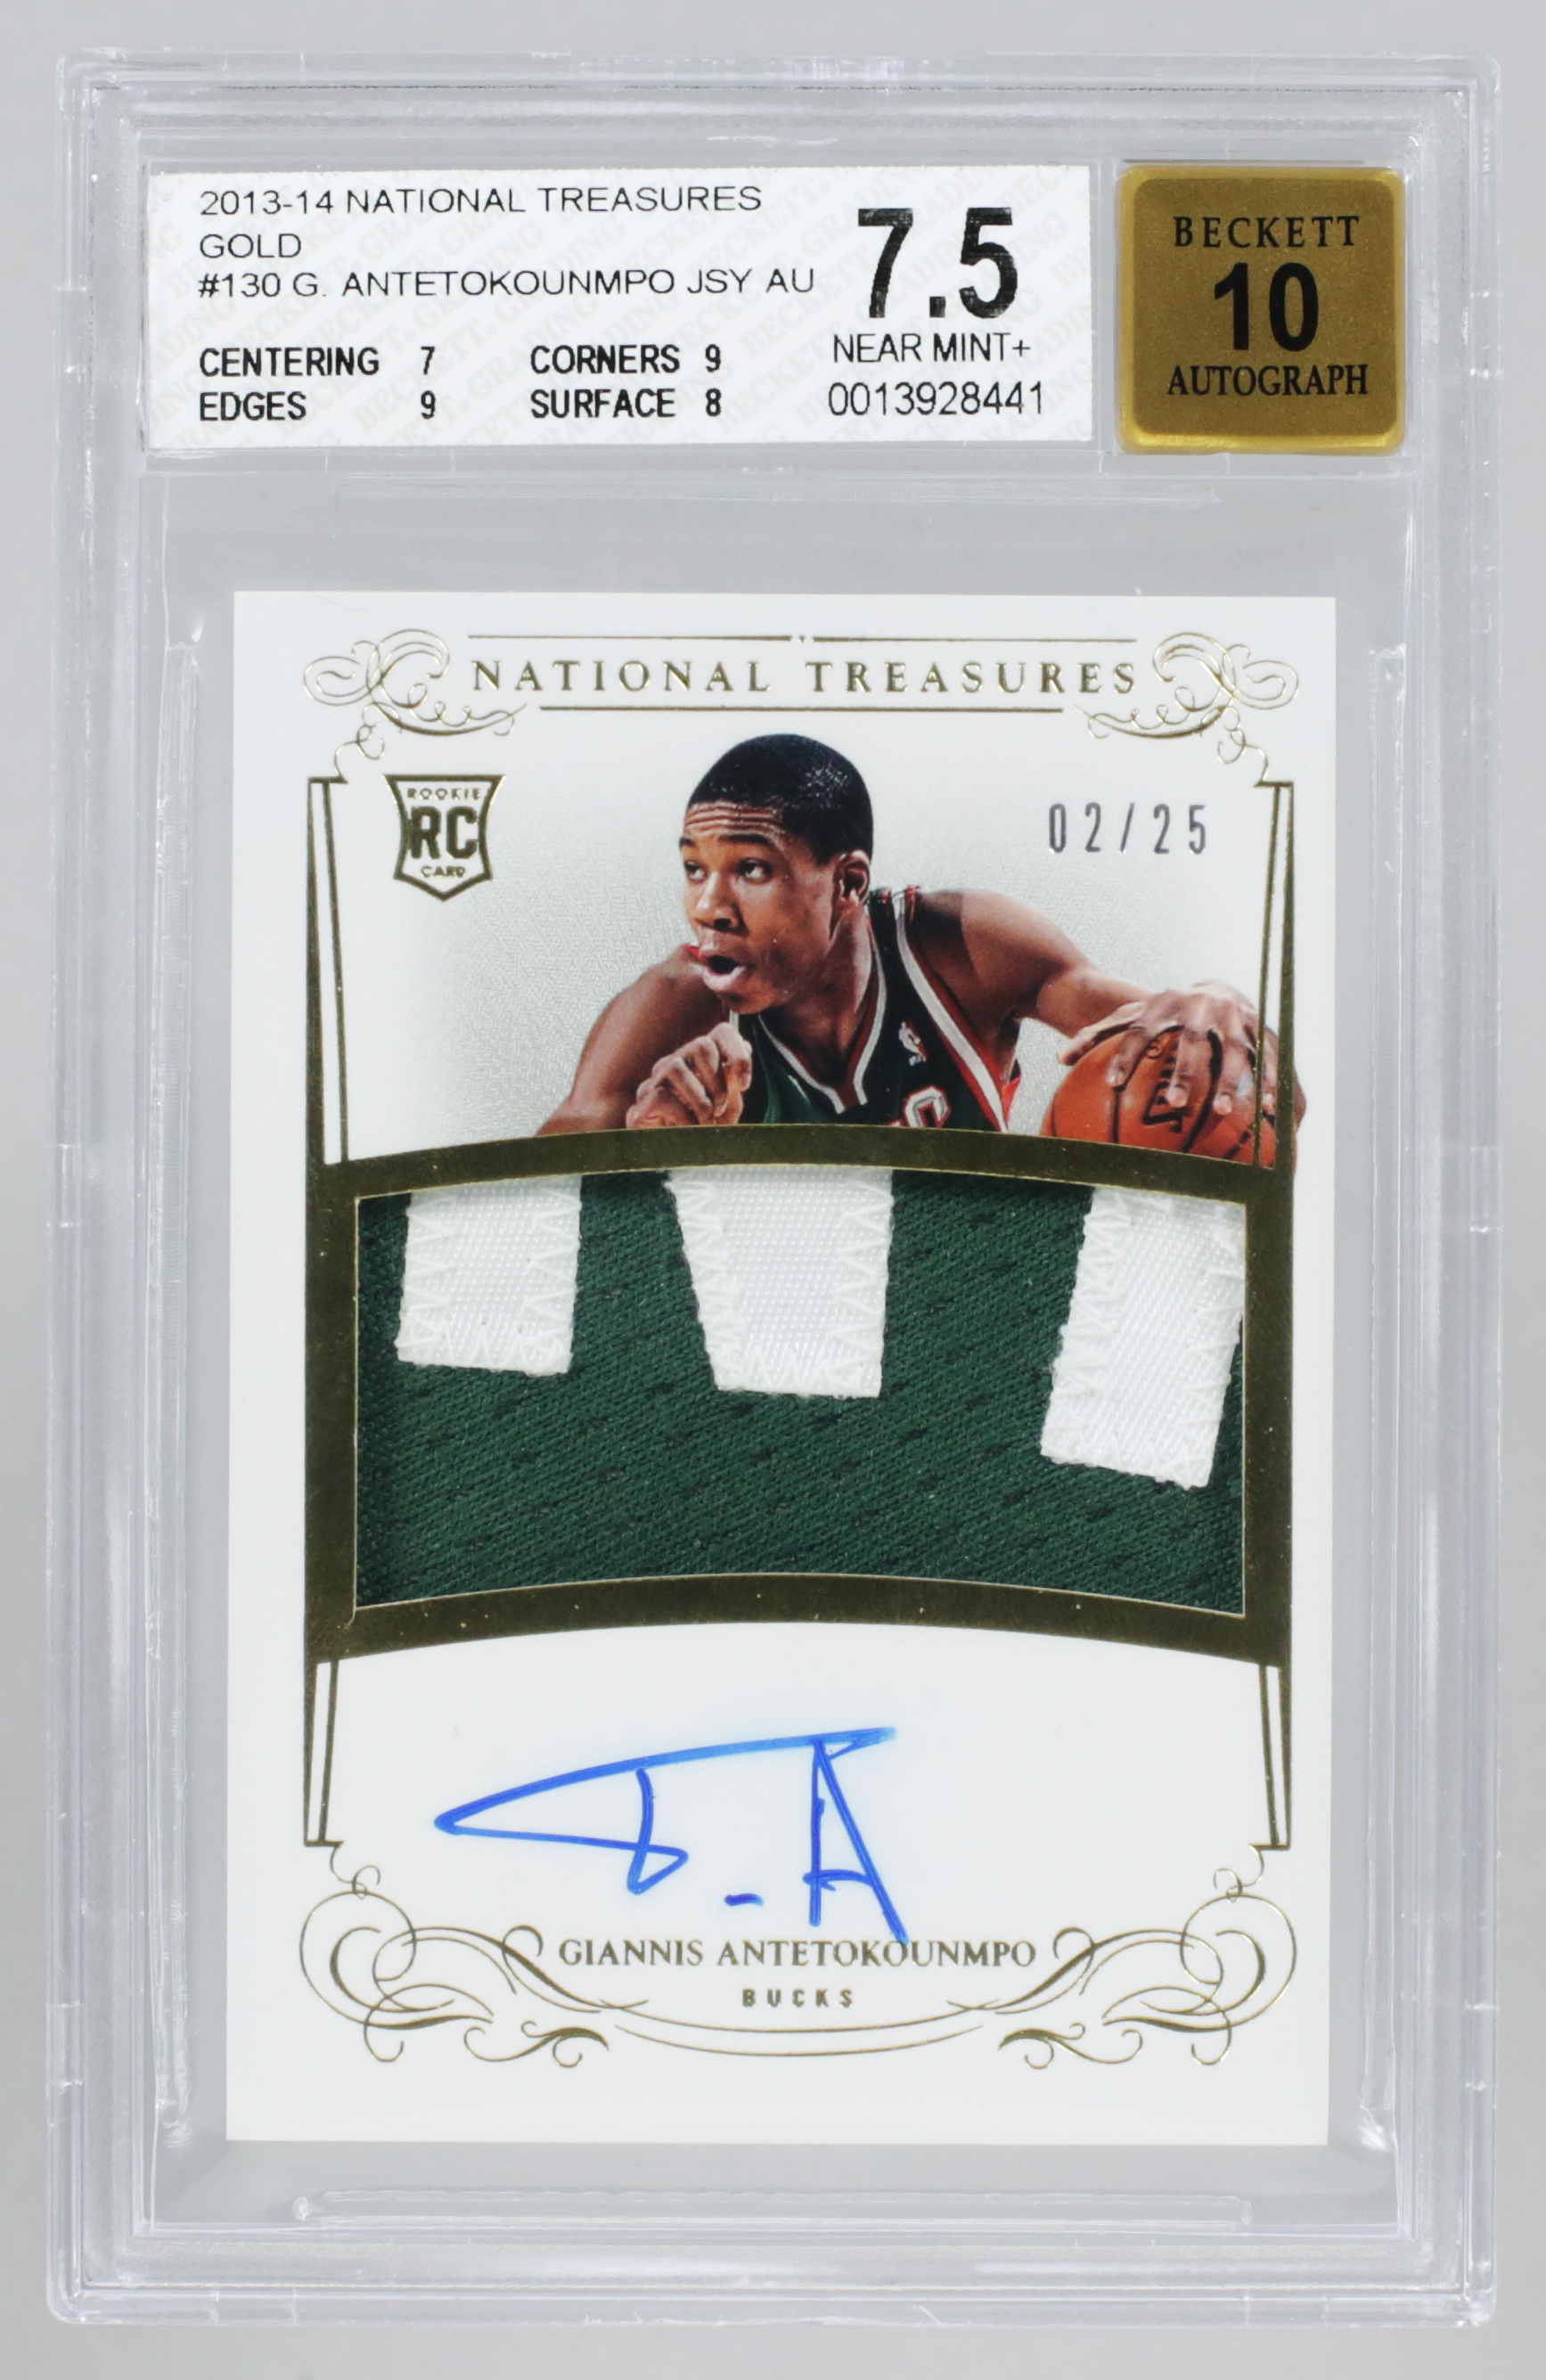 2013-14 NATIONAL TREASURES
GOLD
#130 G. ANTETOKOUNMPO JSY AU
CENTERING 7 CORNERS 9
EDGES 9 SURFACE 8
7.5
NEAR MINT+
0013928441
BECKETT
10
AUTOGRAPH
NATIONAL TREASURES
ROOKIE
RC
CARD
02/25
GIANNIS ANTETOKOUNMPO
BUCKS